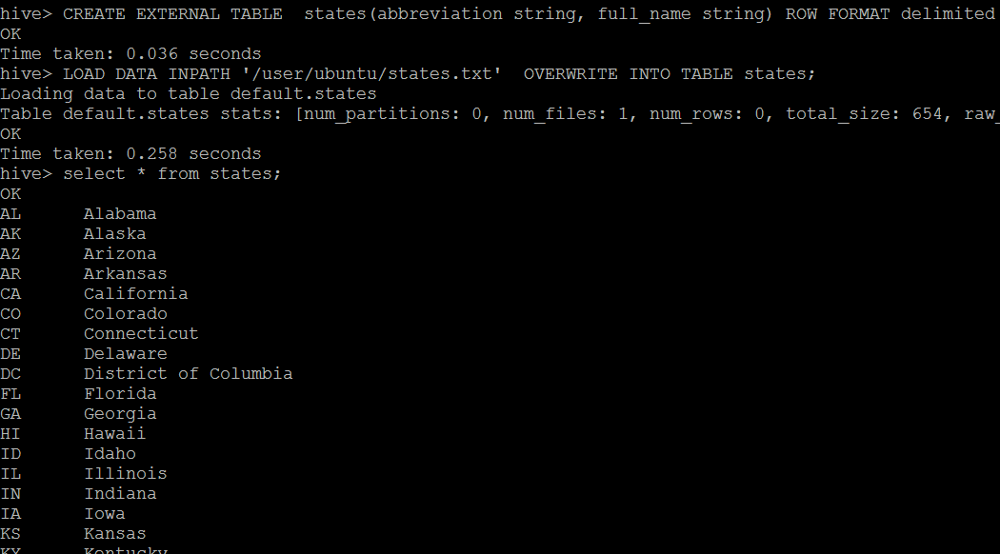 hive> CREATE EXTERNAL TABLE  states(abbreviation string, full_name string) ROW FORMAT delimited
OK
Time taken: 0.036 seconds
hive> LOAD DATA INPATH '/user/ubuntu/states.txt'  OVERWRITE INTO TABLE states;
Loading data to table default.states
Table default.states stats: [num_partitions: 0, num_files: 1, num_rows: 0, total_size: 654, raw_
OK
Time taken: 0.258 seconds
hive> select * from states;
OK
AL      Alabama
AK      Alaska
AZ      Arizona
AR      Arkansas
CA      California
CO      Colorado
CT      Connecticut
DE      Delaware
DC      District of Columbia
FL      Florida
GA      Georgia
HI      Hawaii
ID      Idaho
IL      Illinois
IN      Indiana
IA      Iowa
KS      Kansas
KY      Kentucky